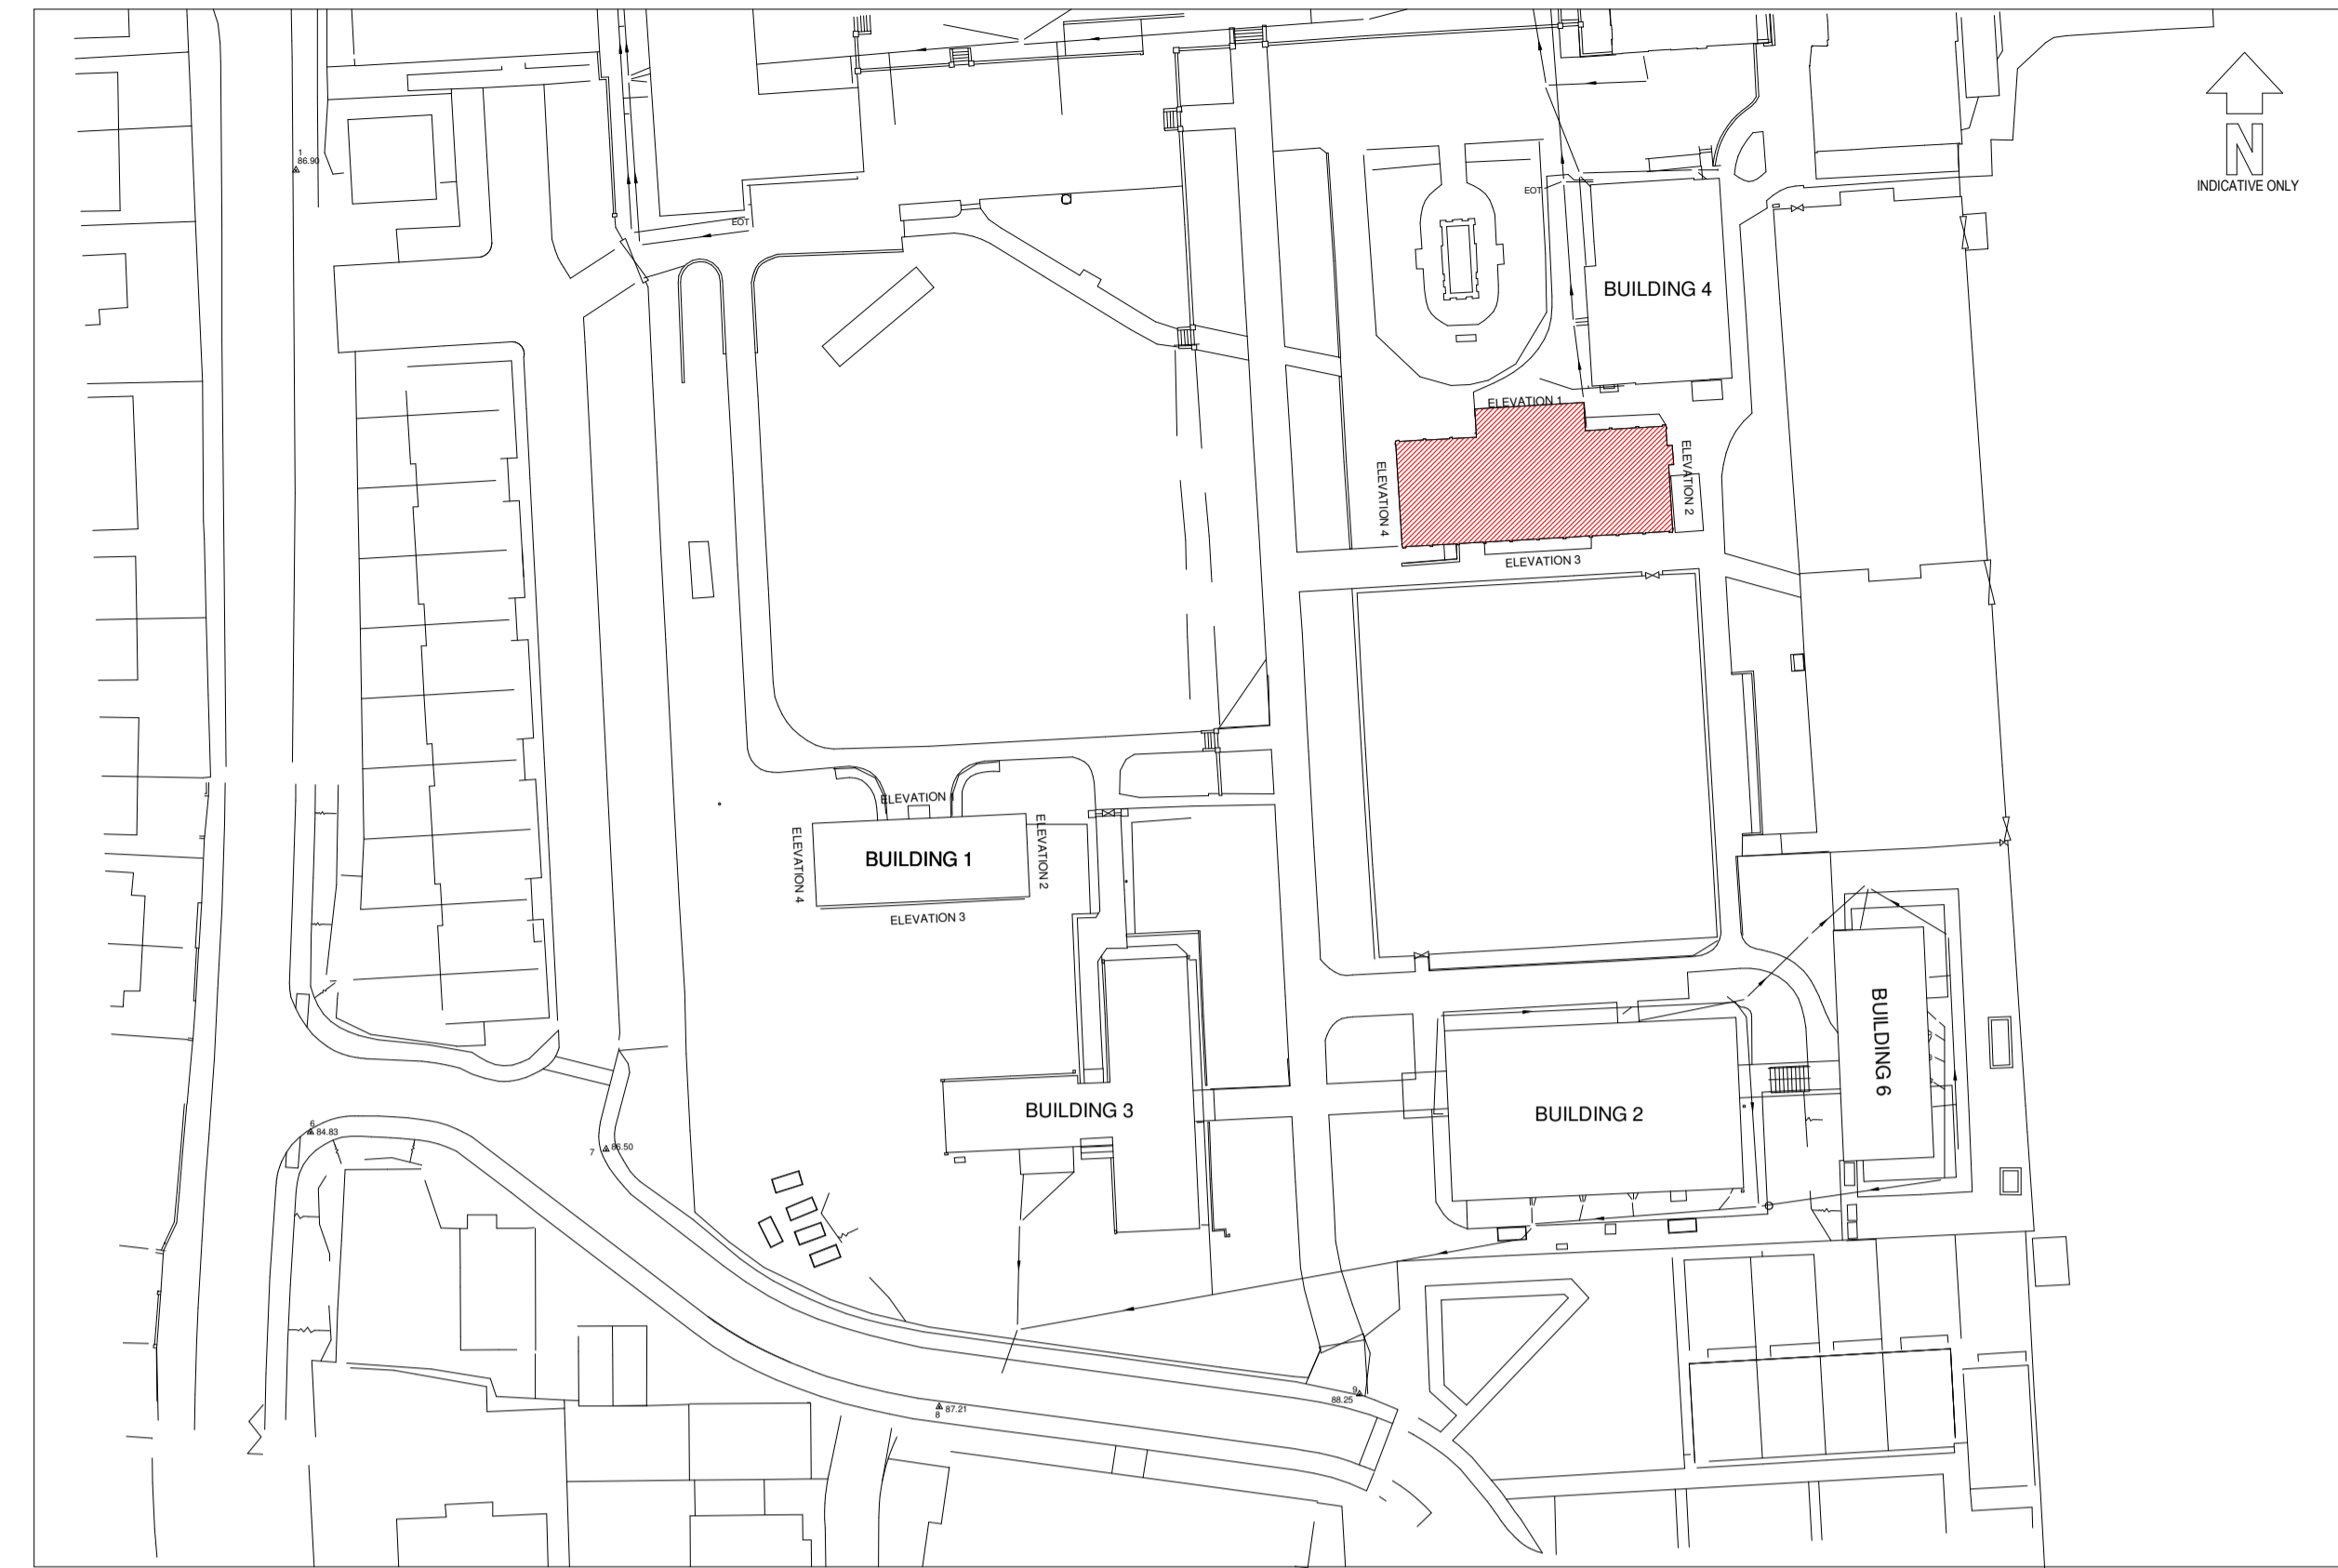 1
86.90
N
INDICATIVE ONLY
EOT
EOT
BUILDING 4
ELEVATION 1
ELEVATION 2
ELEVATION 4
ELEVATION 3
ELEVATION 1
ELEVATION 4
BUILDING 1
ELEVATION 2
ELEVATION 3
BUILDING 6
BUILDING 3
BUILDING 2
6
84.83
7
86.50
9
88.25
87.21
8